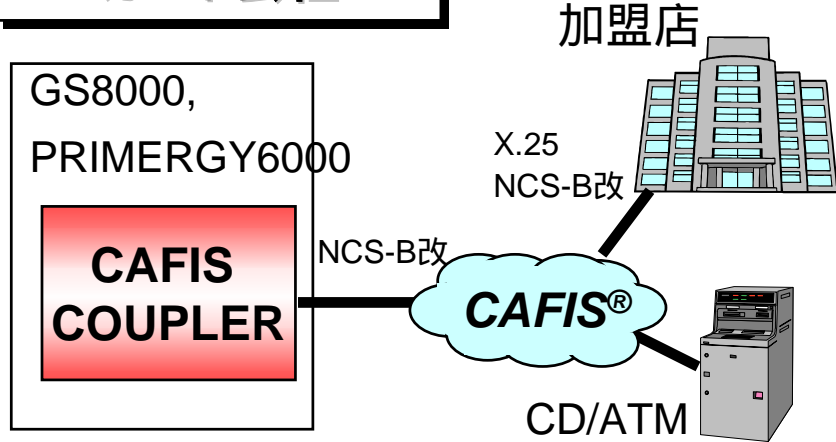 加盟店
GS8000,
PRIMERGY6000
X.25
NCS-B改
NCS-B改
CAFIS
COUPLER
CAFIS®
CD/ATM